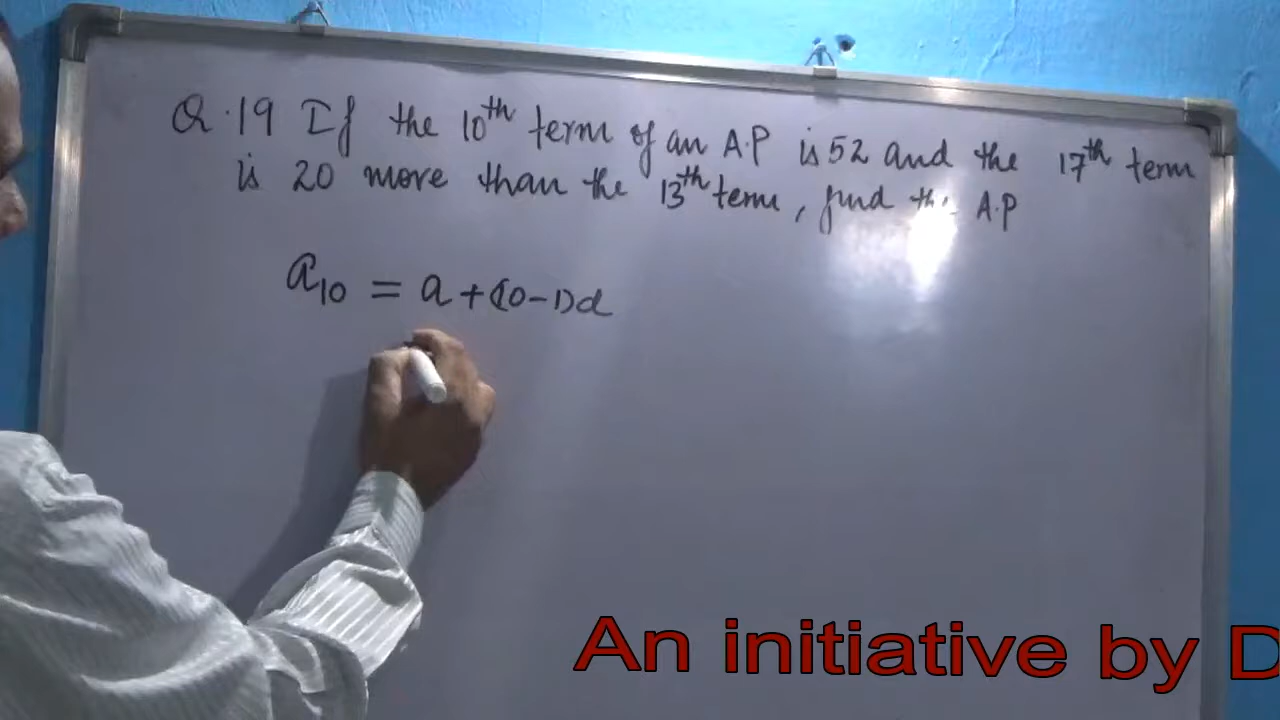 Q.19 If the 10th term of an A.P is 52 and the 17th term
is 20 more than the 13th term, find the A.P
a10 = a + (10-1)d
An initiative by D